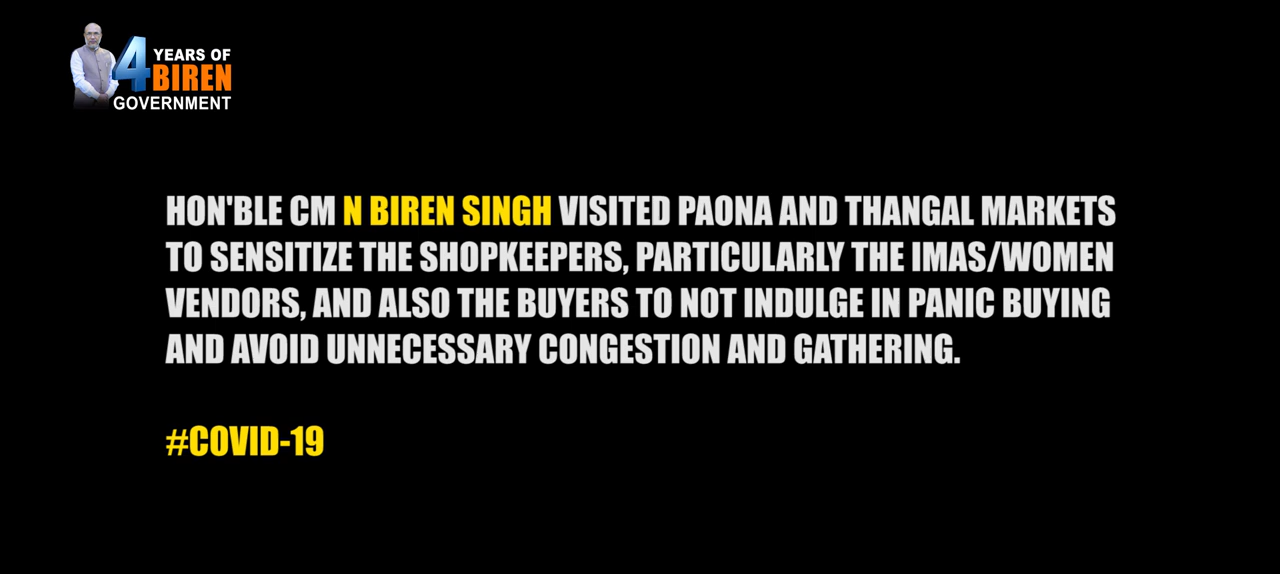 4 YEARS OF
BIREN
GOVERNMENT
HON'BLE CM N BIREN SINGH VISITED PAONA AND THANGAL MARKETS
TO SENSITIZE THE SHOPKEEPERS, PARTICULARLY THE IMAS/WOMEN
VENDORS, AND ALSO THE BUYERS TO NOT INDULGE IN PANIC BUYING
AND AVOID UNNECESSARY CONGESTION AND GATHERING.
#COVID-19